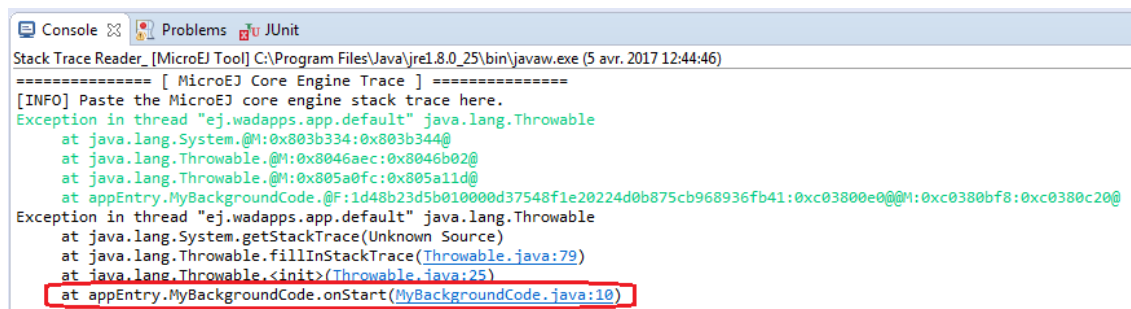 Console Problems JUnit
Stack Trace Reader_ [MicroEJ Tool] C:\Program Files\Java\jre1.8.0_25\bin\javaw.exe (5 avr. 2017 12:44:46)
=============== [ MicroEJ Core Engine Trace ] ===============
[INFO] Paste the MicroEJ core engine stack trace here.
Exception in thread "ej.wadapps.app.default" java.lang.Throwable
at java.lang.System.@M:0x803b334:0x803b344@
at java.lang.Throwable.@M:0x8046aec:0x8046b02@
at java.lang.Throwable.@M:0x805a0fc:0x805a11d@
at appEntry.MyBackgroundCode.@F:1d48b23d5b010000d37548f1e20224d0b875cb968936fb41:0xc03800e0@@M:0xc0380bf8:0xc0380c20@
Exception in thread "ej.wadapps.app.default" java.lang.Throwable
at java.lang.System.getStackTrace(Unknown Source)
at java.lang.Throwable.fillInStackTrace(Throwable.java:79)
at java.lang.Throwable.<init>(Throwable.java:25)
at appEntry.MyBackgroundCode.onStart(MyBackgroundCode.java:10)